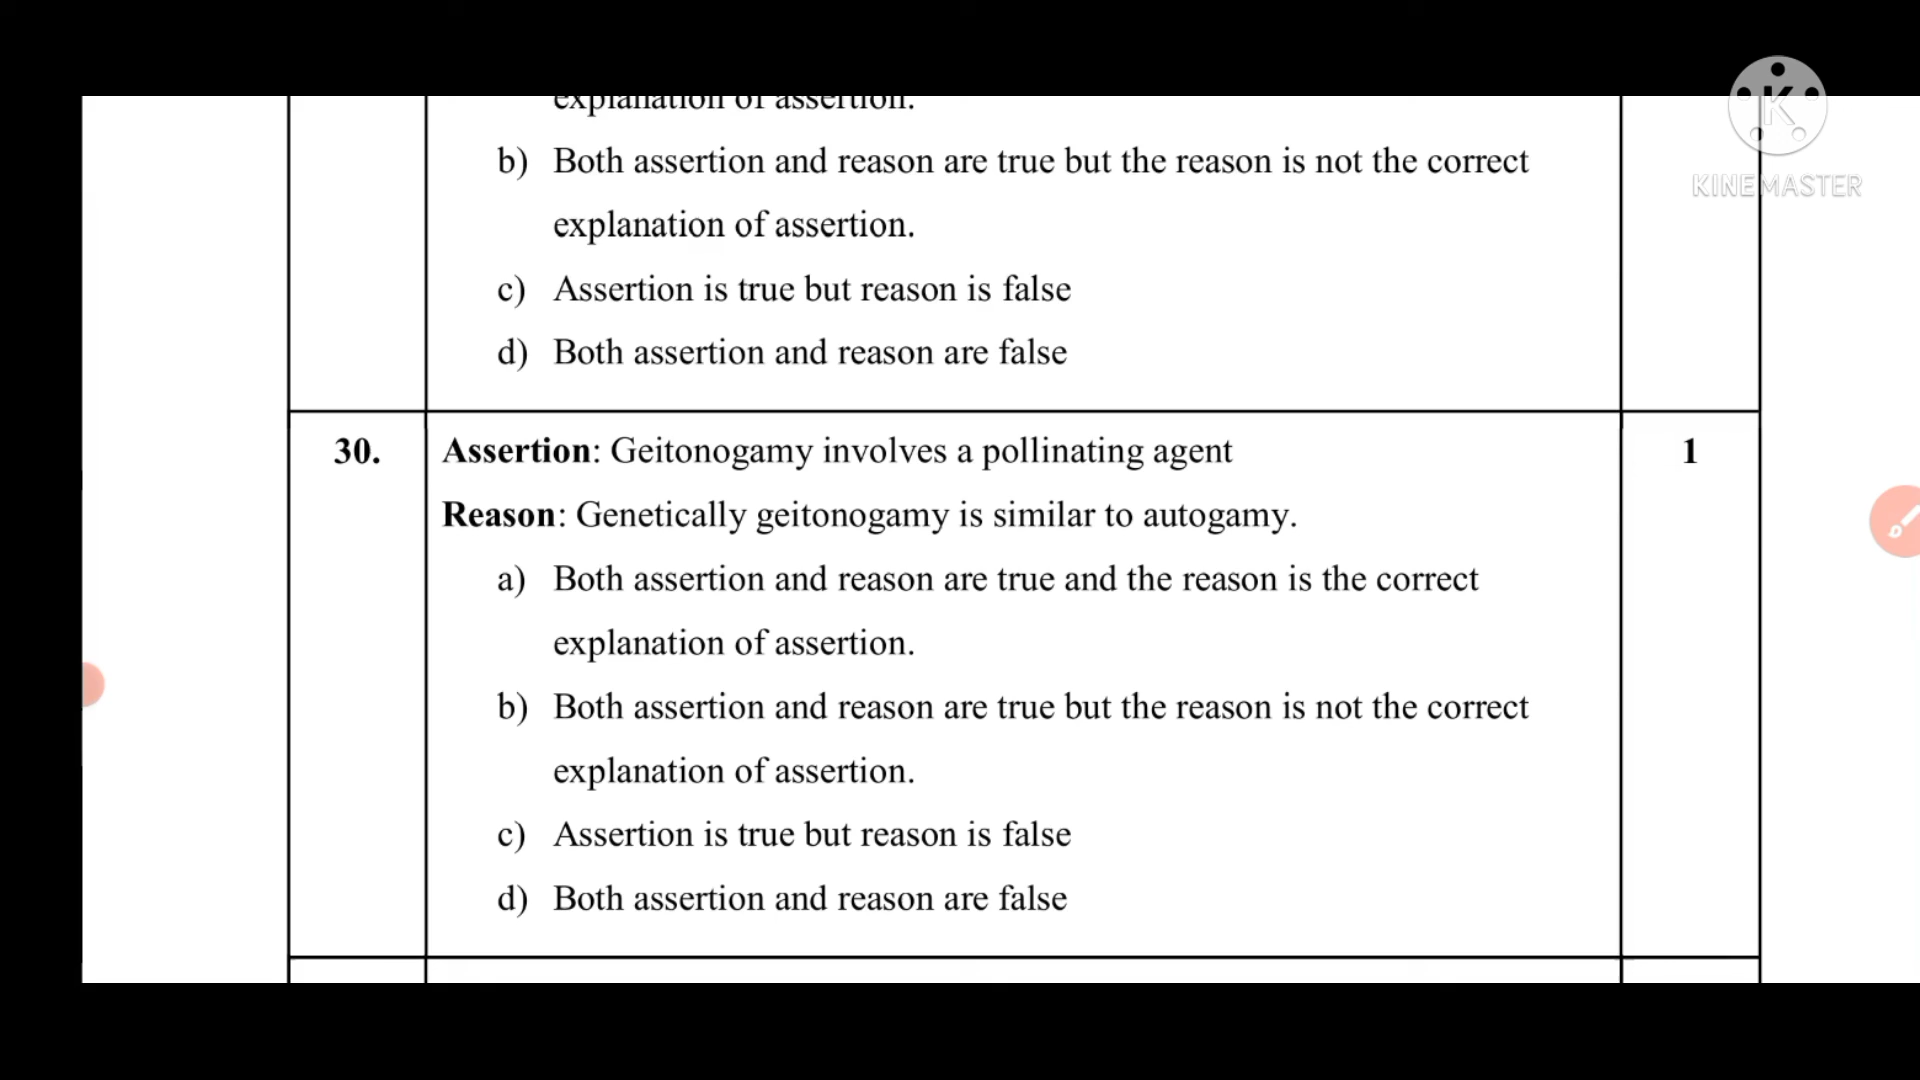 explanation of assertion.
b) Both assertion and reason are true but the reason is not the correct
explanation of assertion.
c) Assertion is true but reason is false
d) Both assertion and reason are false
30. Assertion: Geitonogamy involves a pollinating agent 1
Reason: Genetically geitonogamy is similar to autogamy.
a) Both assertion and reason are true and the reason is the correct
explanation of assertion.
b) Both assertion and reason are true but the reason is not the correct
explanation of assertion.
c) Assertion is true but reason is false
d) Both assertion and reason are false
K
KINEMASTER